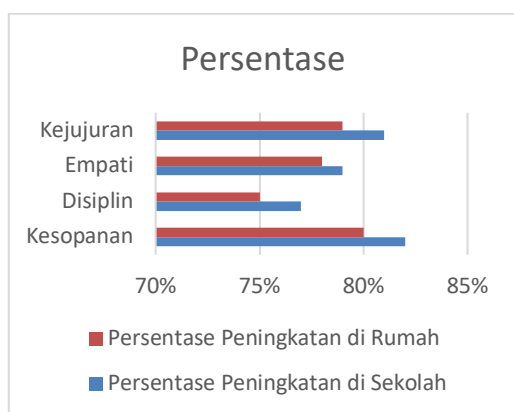 Persentase
Kejujuran
Empati
Disiplin
Kesopanan
70% 75% 80% 85%
Persentase Peningkatan di Rumah
Persentase Peningkatan di Sekolah